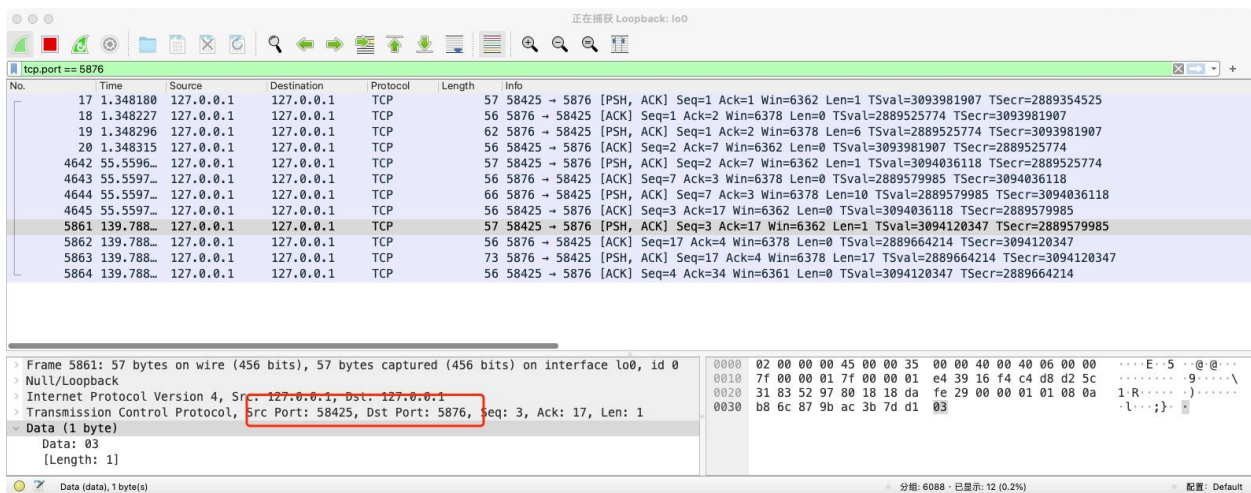 正在捕获 Loopback: lo0
tcp.port == 5876
No. Time Source Destination Protocol Length Info
17 1.348180 127.0.0.1 127.0.0.1 TCP 57 58425 → 5876 [PSH, ACK] Seq=1 Ack=1 Win=6362 Len=1 TSval=3093981907 TSecr=2889354525
18 1.348227 127.0.0.1 127.0.0.1 TCP 56 5876 → 58425 [ACK] Seq=1 Ack=2 Win=6378 Len=0 TSval=2889525774 TSecr=3093981907
19 1.348296 127.0.0.1 127.0.0.1 TCP 62 5876 → 58425 [PSH, ACK] Seq=1 Ack=2 Win=6378 Len=6 TSval=2889525774 TSecr=3093981907
20 1.348315 127.0.0.1 127.0.0.1 TCP 56 58425 → 5876 [ACK] Seq=2 Ack=7 Win=6362 Len=0 TSval=3093981907 TSecr=2889525774
4642 55.5596… 127.0.0.1 127.0.0.1 TCP 57 58425 → 5876 [PSH, ACK] Seq=2 Ack=7 Win=6362 Len=1 TSval=3094036118 TSecr=2889525774
4643 55.5597… 127.0.0.1 127.0.0.1 TCP 56 5876 → 58425 [ACK] Seq=7 Ack=3 Win=6378 Len=0 TSval=2889579985 TSecr=3094036118
4644 55.5597… 127.0.0.1 127.0.0.1 TCP 66 5876 → 58425 [PSH, ACK] Seq=7 Ack=3 Win=6378 Len=10 TSval=2889579985 TSecr=3094036118
4645 55.5597… 127.0.0.1 127.0.0.1 TCP 56 58425 → 5876 [ACK] Seq=3 Ack=17 Win=6362 Len=0 TSval=3094036118 TSecr=2889579985
5861 139.788… 127.0.0.1 127.0.0.1 TCP 57 58425 → 5876 [PSH, ACK] Seq=3 Ack=17 Win=6362 Len=1 TSval=3094120347 TSecr=2889579985
5862 139.788… 127.0.0.1 127.0.0.1 TCP 56 5876 → 58425 [ACK] Seq=17 Ack=4 Win=6378 Len=0 TSval=2889664214 TSecr=3094120347
5863 139.788… 127.0.0.1 127.0.0.1 TCP 73 5876 → 58425 [PSH, ACK] Seq=17 Ack=4 Win=6378 Len=17 TSval=2889664214 TSecr=3094120347
5864 139.788… 127.0.0.1 127.0.0.1 TCP 56 58425 → 5876 [ACK] Seq=4 Ack=34 Win=6361 Len=0 TSval=3094120347 TSecr=2889664214
Frame 5861: 57 bytes on wire (456 bits), 57 bytes captured (456 bits) on interface lo0, id 0
Null/Loopback
Internet Protocol Version 4, Src: 127.0.0.1, Dst: 127.0.0.1
Transmission Control Protocol, Src Port: 58425, Dst Port: 5876, Seq: 3, Ack: 17, Len: 1
Data (1 byte)
Data: 03
[Length: 1]
0000 02 00 00 00 45 00 00 35 00 00 40 00 40 06 00 00 ····E··5 ··@·@···
0010 7f 00 00 01 7f 00 00 01 e4 39 16 f4 c4 d8 d2 5c ········ ·9·····\
0020 31 83 52 97 80 18 18 da fe 29 00 00 01 01 08 0a 1·R····· ·)······
0030 b8 6c 87 9b ac 3b 7d d1 03 ·l···;}· ·
Data (data), 1 byte(s)
分组: 6088 · 已显示: 12 (0.2%)
配置: Default